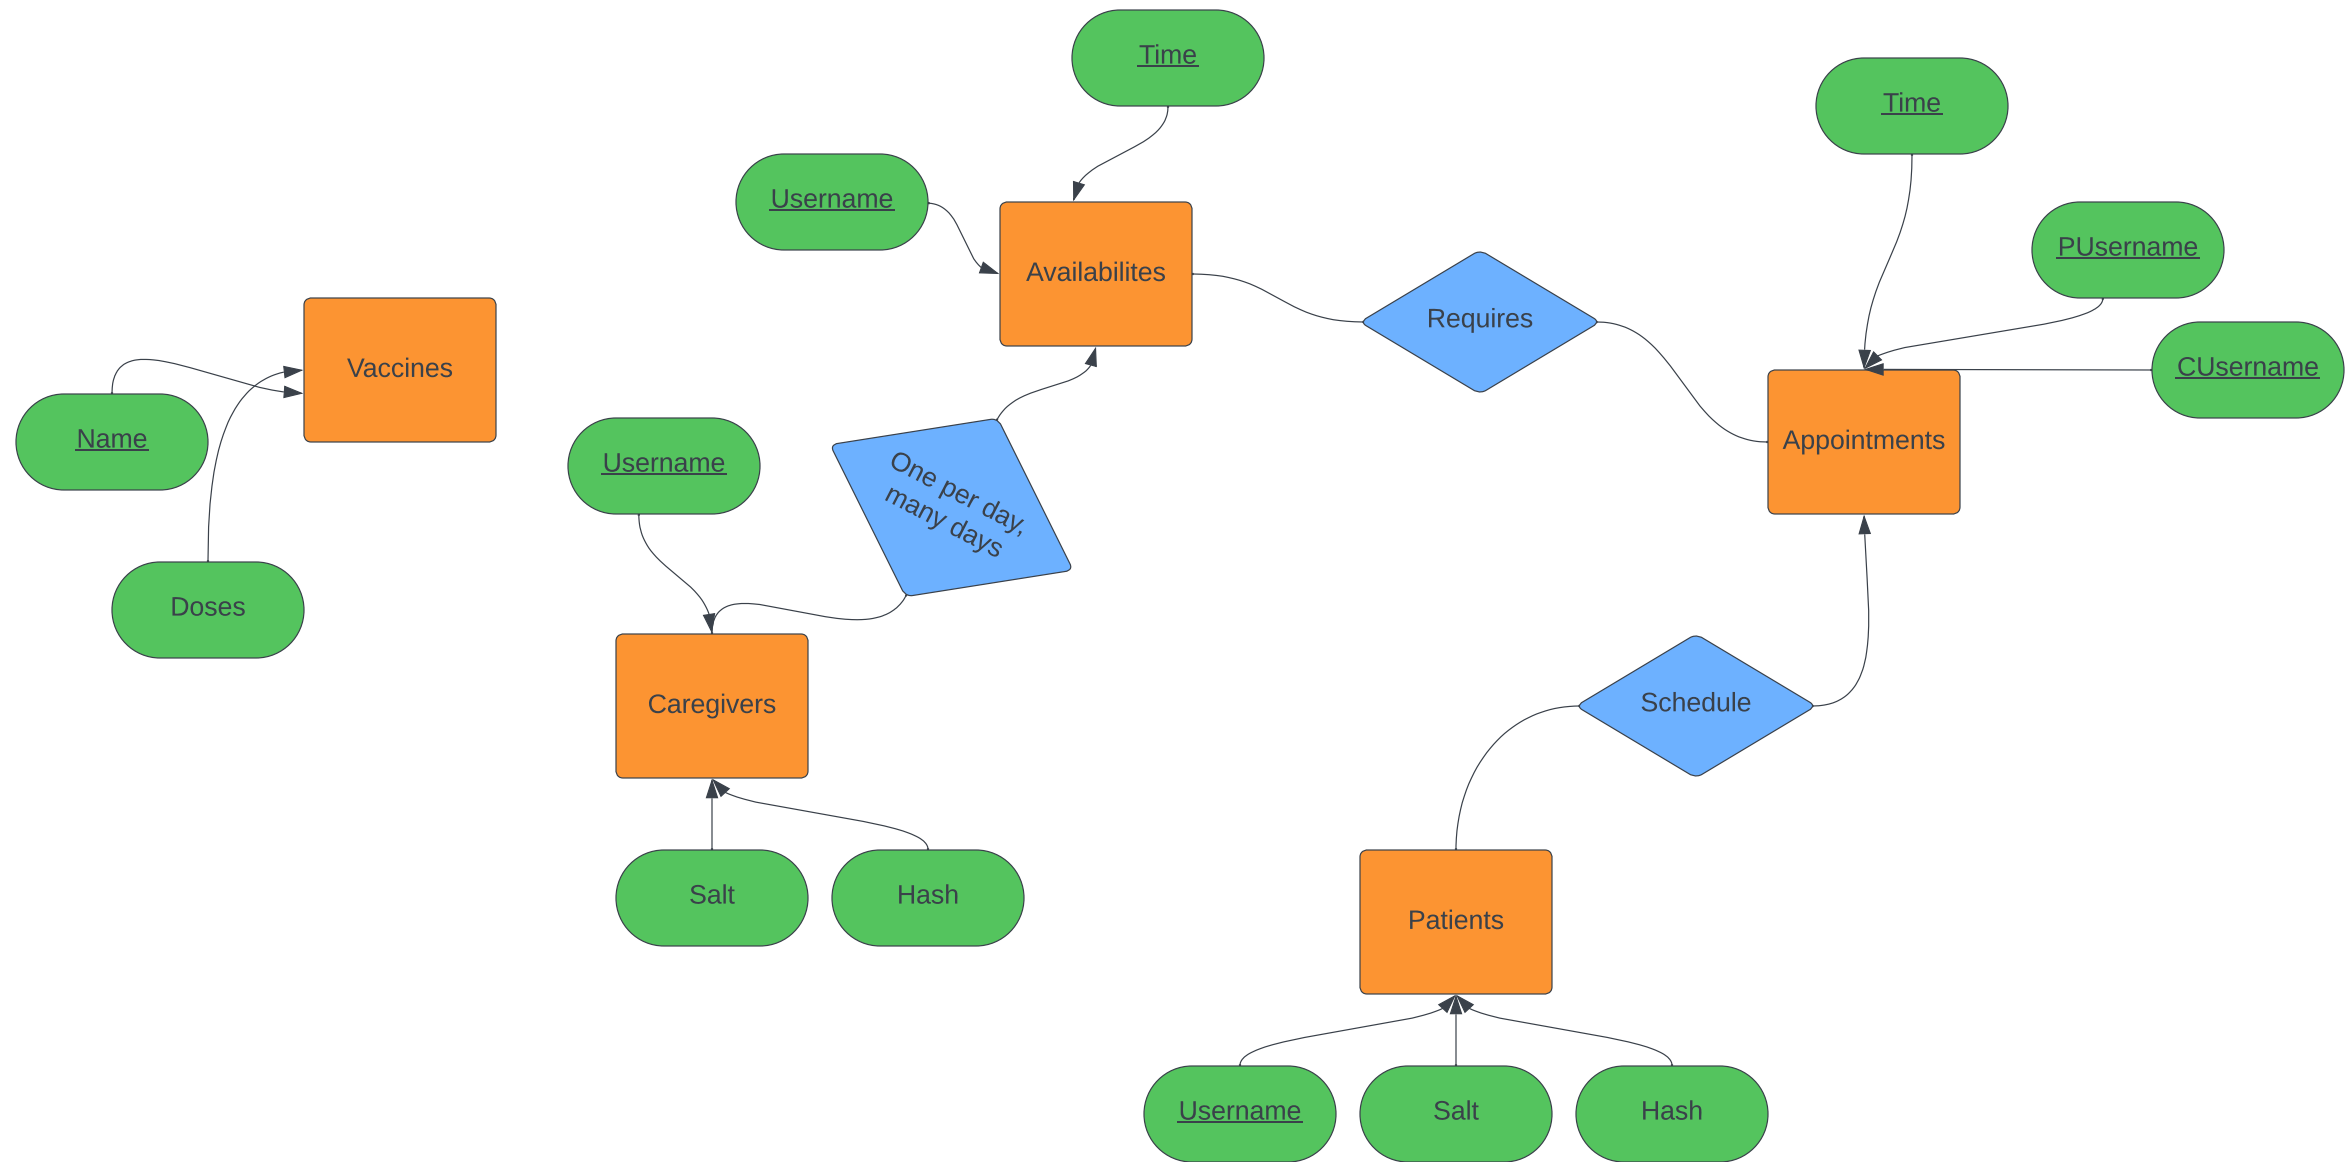 Time
Time
Username
PUsername
Availabilites
Requires
Vaccines
CUsername
Name
Appointments
Username
One per day,
many days
Doses
Caregivers
Schedule
Salt
Hash
Patients
Username
Salt
Hash